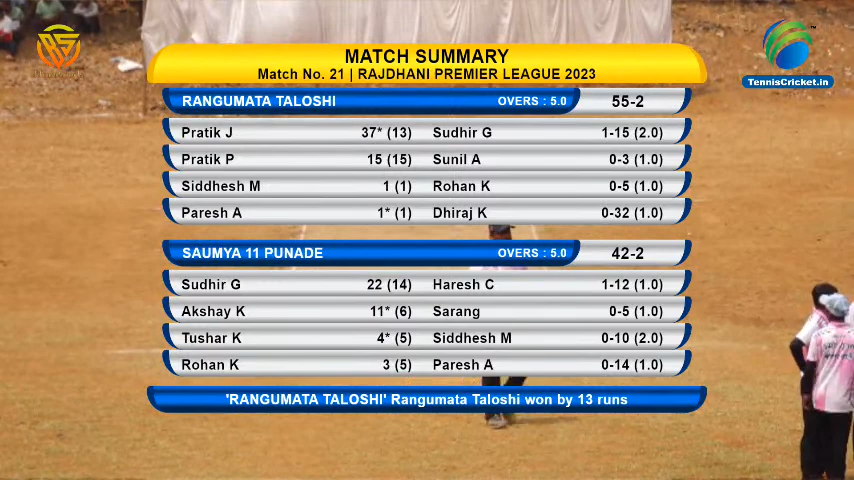 MATCH SUMMARY
Match No. 21 | RAJDHANI PREMIER LEAGUE 2023
TennisCricket.in
RANGUMATA TALOSHI OVERS : 5.0 55-2
Pratik J 37* (13) Sudhir G 1-15 (2.0)
Pratik P 15 (15) Sunil A 0-3 (1.0)
Siddhesh M 1 (1) Rohan K 0-5 (1.0)
Paresh A 1* (1) Dhiraj K 0-32 (1.0)
SAUMYA 11 PUNADE OVERS : 5.0 42-2
Sudhir G 22 (14) Haresh C 1-12 (1.0)
Akshay K 11* (6) Sarang 0-5 (1.0)
Tushar K 4* (5) Siddhesh M 0-10 (2.0)
Rohan K 3 (5) Paresh A 0-14 (1.0)
'RANGUMATA TALOSHI' Rangumata Taloshi won by 13 runs